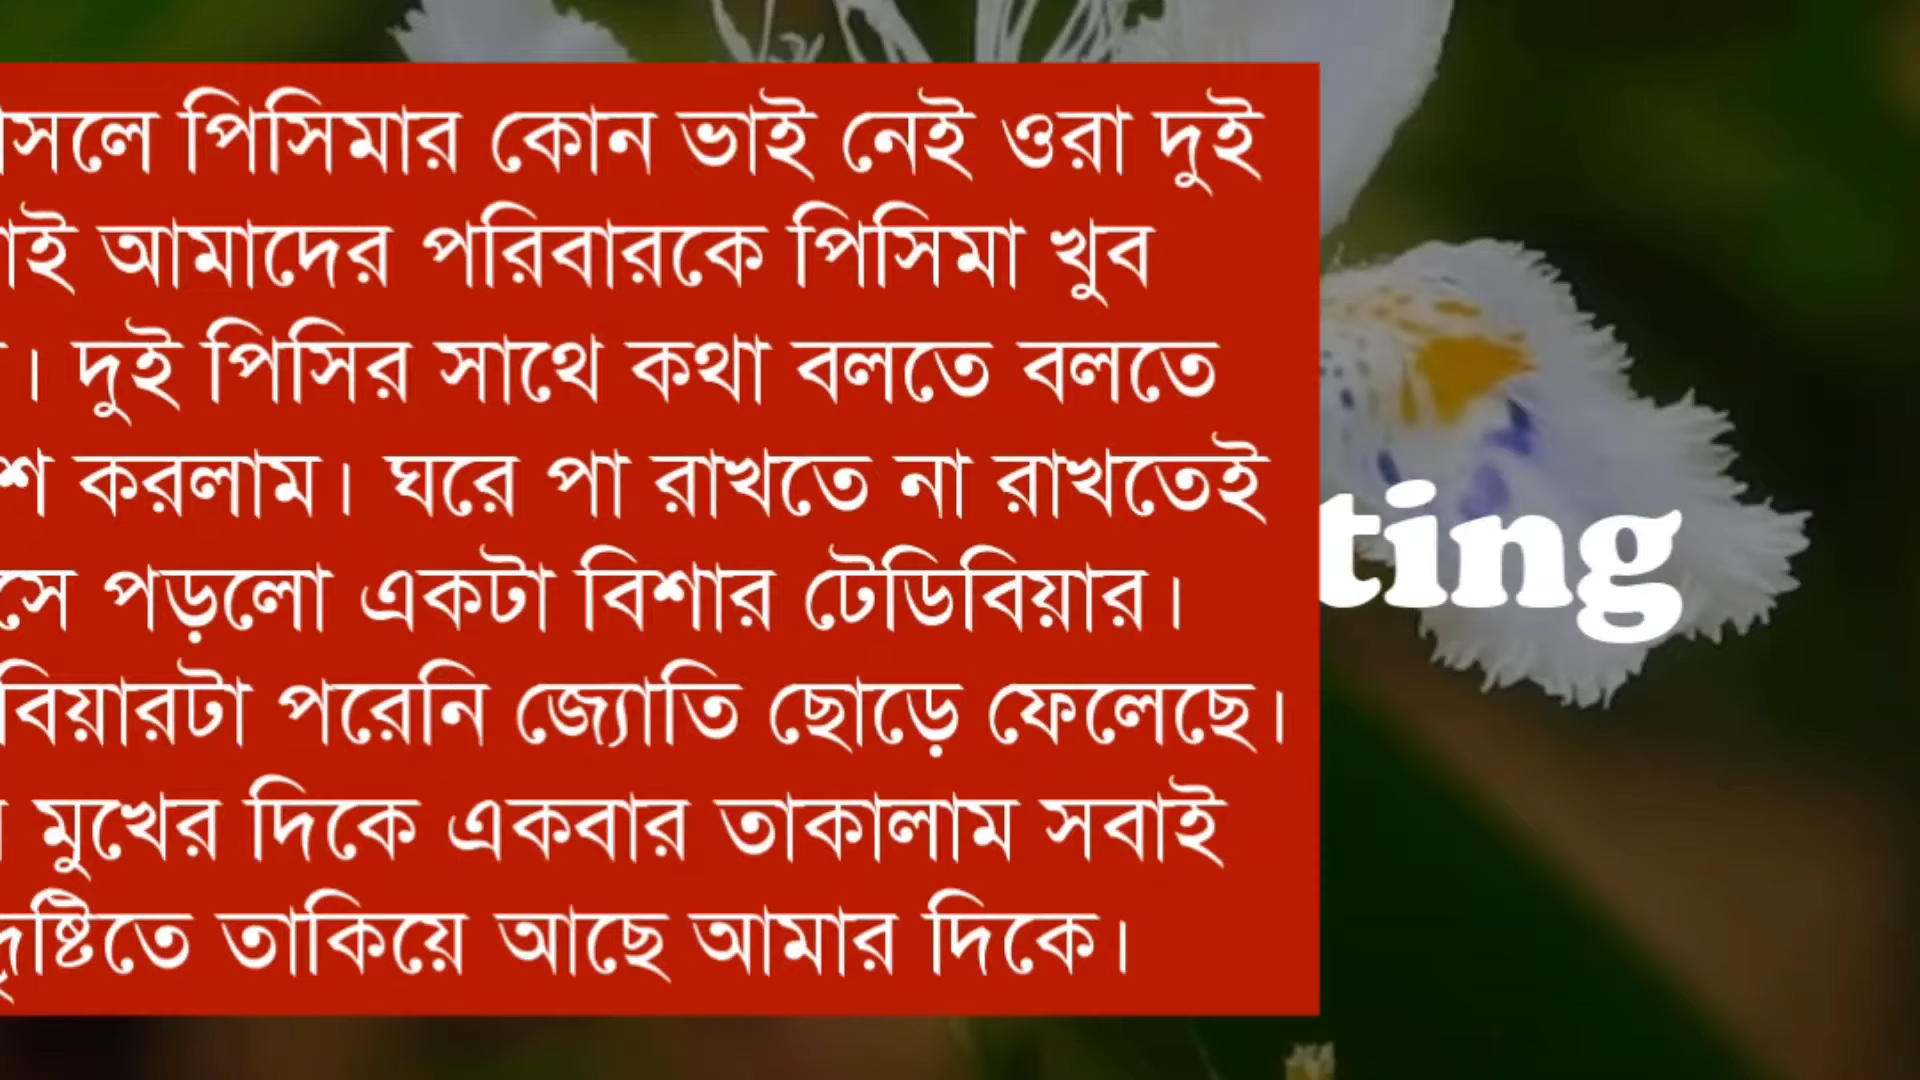 পিসিমার কোন ভাই নেই ওরা দুই
আমাদের পরিবারকে পিসিমা খুব
। দুই পিসির সাথে কথা বলতে বলতে
করলাম। ঘরে পা রাখতে না রাখতেই
পড়লো একটা বিশার টেডিবিয়ার।
বিয়ারটা পরেনি জ্যোতি ছোড়ে ফেলেছে।
মুখের দিকে একবার তাকালাম সবাই
দৃষ্টিতে তাকিয়ে আছে আমার দিকে।
ting